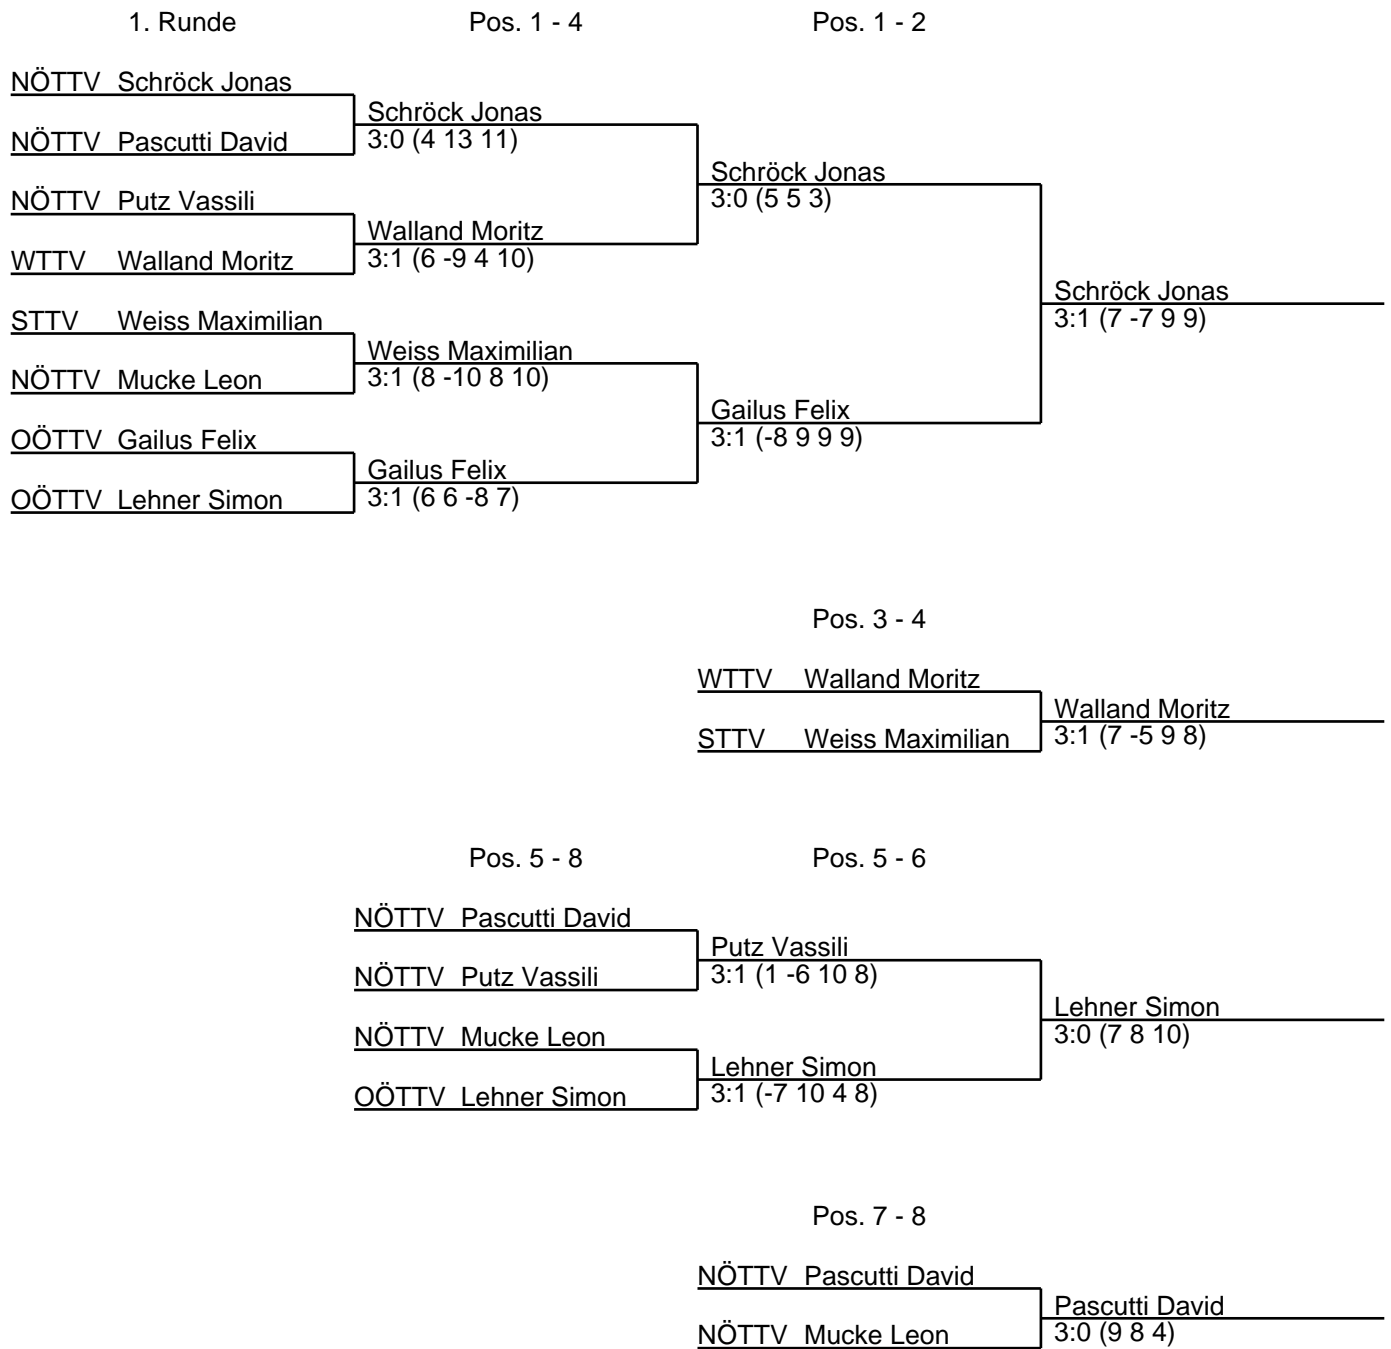 1. Runde Pos. 1 - 4 Pos. 1 - 2
NÖTTV Schröck Jonas
Schröck Jonas
3:0 (4 13 11)
NÖTTV Pascutti David
Schröck Jonas
3:0 (5 5 3)
NÖTTV Putz Vassili
Walland Moritz
3:1 (6 -9 4 10)
WTTV Walland Moritz
Schröck Jonas
3:1 (7 -7 9 9)
STTV Weiss Maximilian
Weiss Maximilian
3:1 (8 -10 8 10)
NÖTTV Mucke Leon
Gailus Felix
3:1 (-8 9 9 9)
OÖTTV Gailus Felix
Gailus Felix
3:1 (6 6 -8 7)
OÖTTV Lehner Simon
Pos. 3 - 4
WTTV Walland Moritz
Walland Moritz
3:1 (7 -5 9 8)
STTV Weiss Maximilian
Pos. 5 - 8 Pos. 5 - 6
NÖTTV Pascutti David
Putz Vassili
3:1 (1 -6 10 8)
NÖTTV Putz Vassili
Lehner Simon
3:0 (7 8 10)
NÖTTV Mucke Leon
Lehner Simon
3:1 (-7 10 4 8)
OÖTTV Lehner Simon
Pos. 7 - 8
NÖTTV Pascutti David
Pascutti David
3:0 (9 8 4)
NÖTTV Mucke Leon